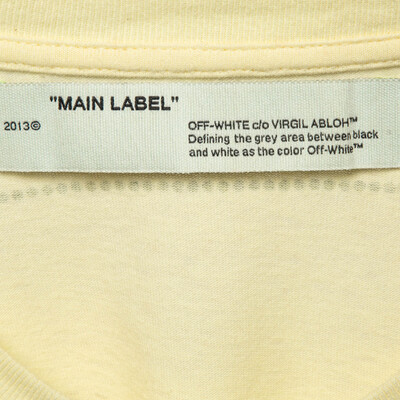 "MAIN LABEL"
2013©
OFF-WHITE c/o VIRGIL ABLOH™
Defining the grey area between black
and white as the color Off-White™